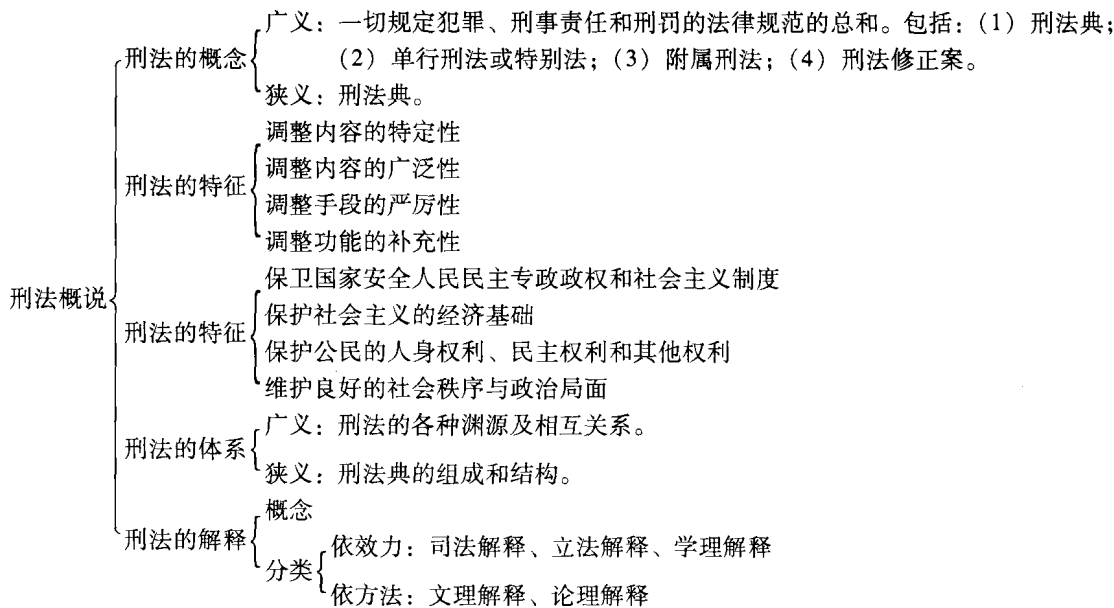 广义：一切规定犯罪、刑事责任和刑罚的法律规范的总和。包括：（1）刑法典；
刑法的概念
（2）单行刑法或特别法；（3）附属刑法；（4）刑法修正案。
狭义：刑法典。
调整内容的特定性
调整内容的广泛性
刑法的特征
调整手段的严厉性
调整功能的补充性
保卫国家安全人民民主专政政权和社会主义制度
刑法概说
保护社会主义的经济基础
刑法的特征
保护公民的人身权利、民主权利和其他权利
维护良好的社会秩序与政治局面
广义：刑法的各种渊源及相互关系。
刑法的体系
狭义：刑法典的组成和结构。
概念
刑法的解释
依效力：司法解释、立法解释、学理解释
分类
依方法：文理解释、论理解释